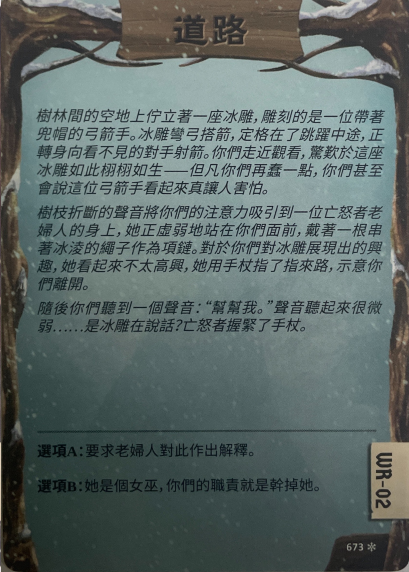 道路
樹林間的空地上佇立著一座冰雕,雕刻的是一位帶著
兜帽的弓箭手。冰雕彎弓搭箭,定格在了跳躍中途,正
轉身向看不見的對手射箭。你們走近觀看,驚歎於這座
冰雕如此栩栩如生——但凡你們再蠢一點,你們甚至
會說這位弓箭手看起來真讓人害怕。
樹枝折斷的聲音將你們的注意力吸引到一位亡怒者老
婦人的身上,她正虛弱地站在你們面前,戴著一根串
著冰淩的繩子作為項鏈。對於你們對冰雕展現出的興
趣,她看起來不太高興,她用手杖指了指來路,示意你
們離開。
隨後你們聽到一個聲音:“幫幫我。”聲音聽起來很微
弱……是冰雕在說話?亡怒者握緊了手杖。
選項A:要求老婦人對此作出解釋。
選項B:她是個女巫,你們的職責就是幹掉她。
WR-02
673 ✻